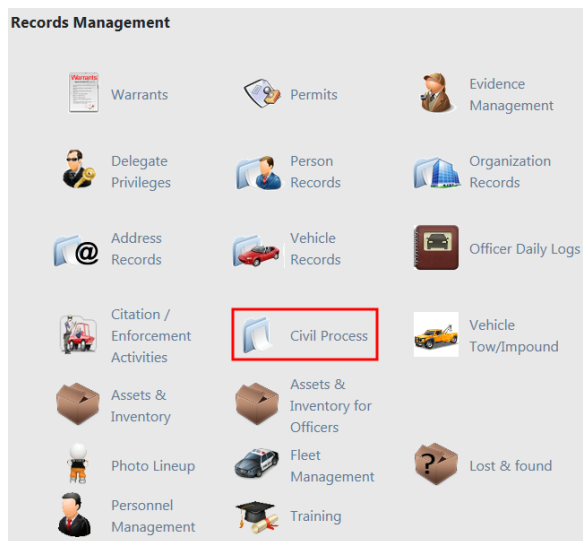 Records Management
Warrants
Warrants
Permits
Evidence
Management
Delegate
Privileges
Person
Records
Organization
Records
@
Address
Records
Vehicle
Records
Officer Daily Logs
Citation /
Enforcement
Activities
Civil Process
Vehicle
Tow/Impound
Assets &
Inventory
Assets &
Inventory for
Officers
Photo Lineup
Fleet
Management
?
Lost & found
Personnel
Management
Training